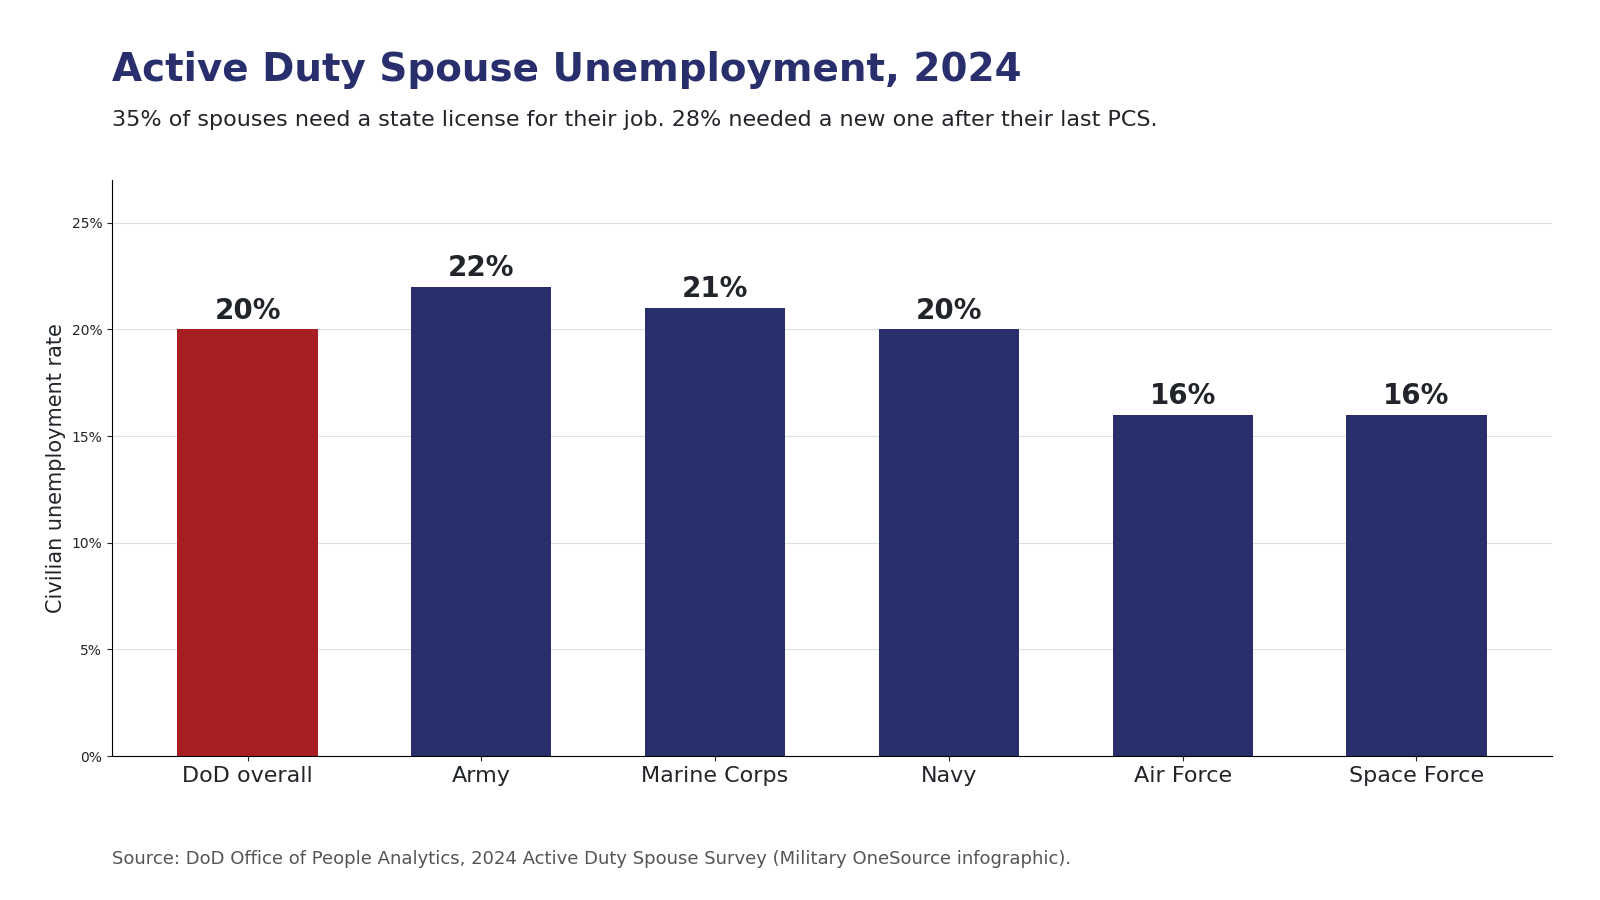 Active Duty Spouse Unemployment, 2024
35% of spouses need a state license for their job. 28% needed a new one after their last PCS.
Civilian unemployment rate
25%
20%
15%
10%
5%
0%
20%
22%
21%
20%
16%
16%
DoD overall
Army
Marine Corps
Navy
Air Force
Space Force
Source: DoD Office of People Analytics, 2024 Active Duty Spouse Survey (Military OneSource infographic).